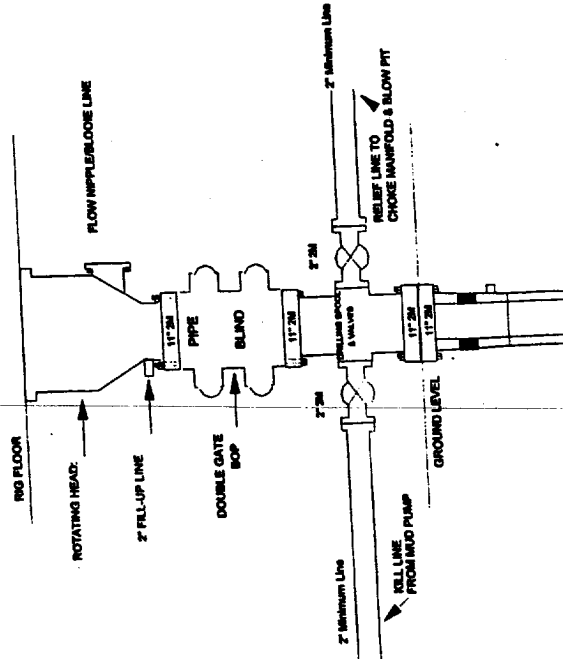 RIG FLOOR
ROTATING HEAD:
FLOW NIPPLE/BLOOIE LINE
2" FILL-UP LINE
11" 2M
PIPE
BLIND
DOUBLE GATE
BOP
11" 2M
2" 2M
2" 2M
DRILLING SPOOL
& VALVES
2" Minimum Line
2" Minimum Line
RELIEF LINE TO
CHOKE MANIFOLD & BLOW PIT
KILL LINE
FROM MUD PUMP
11" 2M
11" 2M
GROUND LEVEL